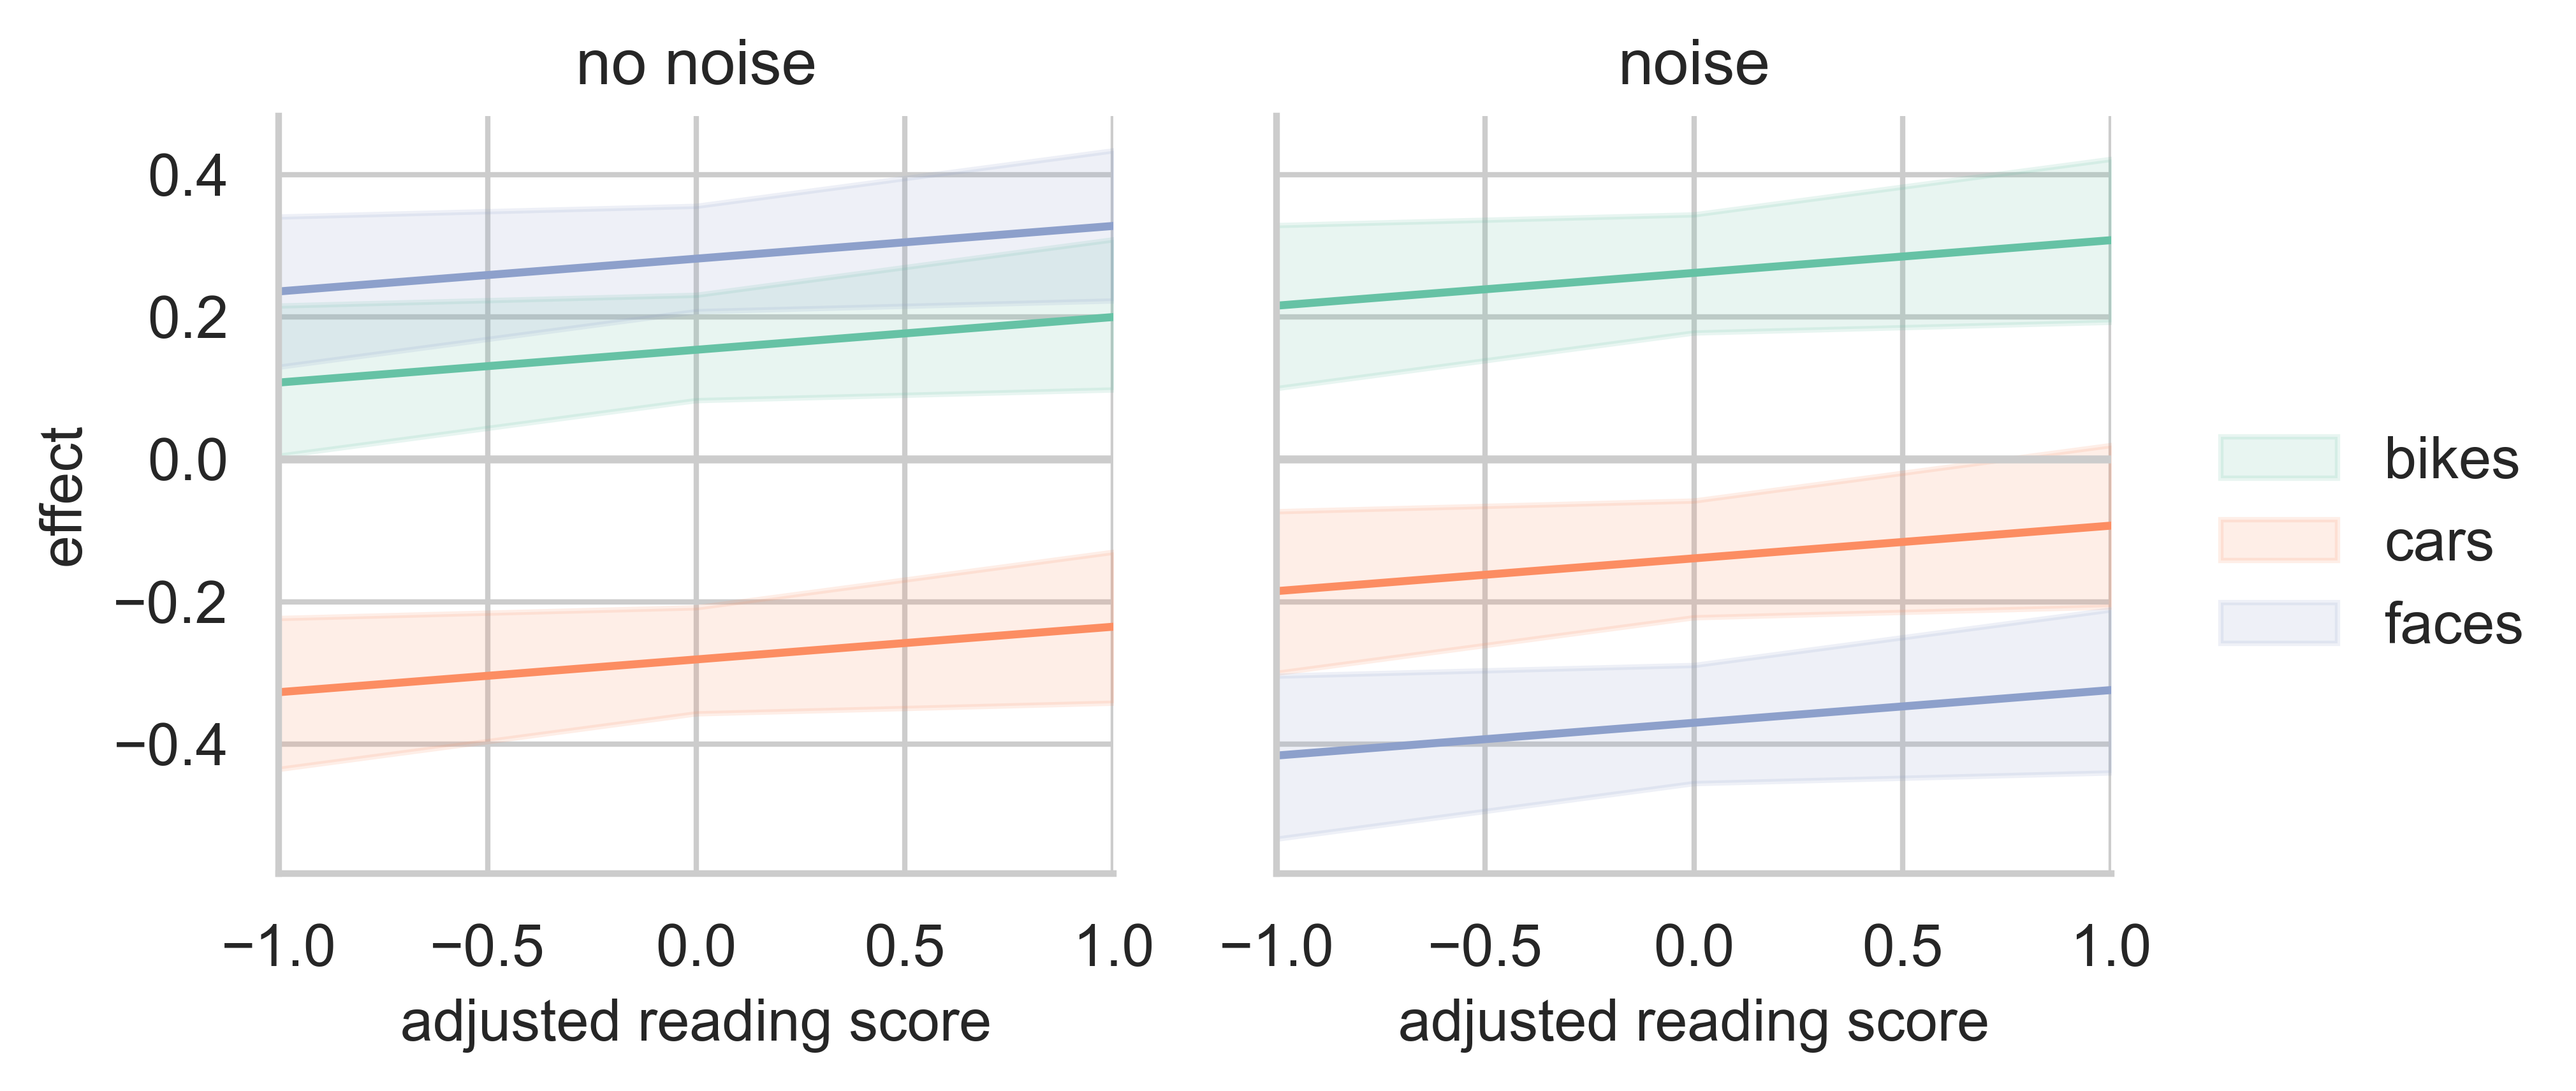 no noise
noise
effect
0.4
0.2
0.0
−0.2
−0.4
−1.0 −0.5 0.0 0.5 1.0
−1.0 −0.5 0.0 0.5 1.0
adjusted reading score
adjusted reading score
bikes
cars
faces